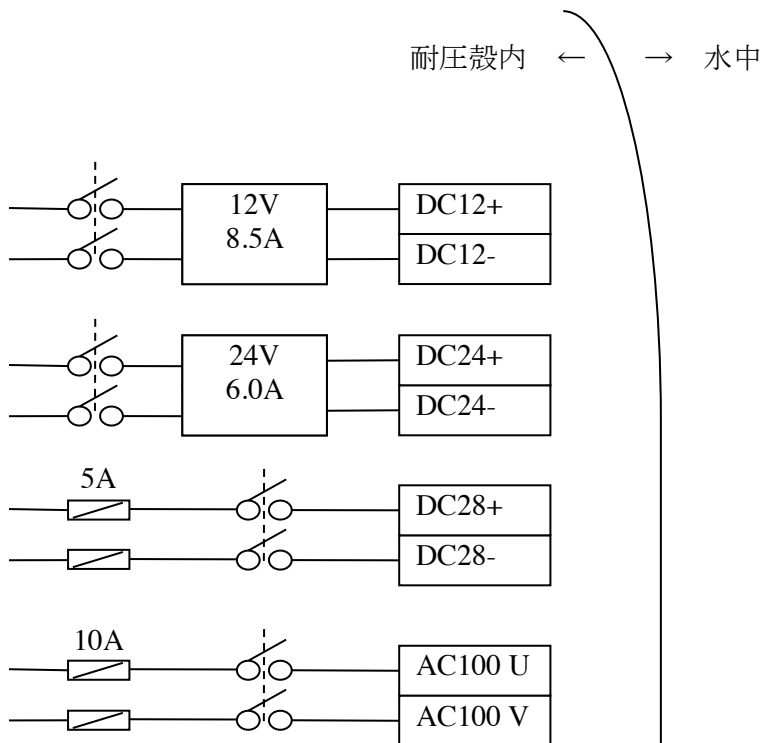 耐圧殻内 ← → 水中
12V
8.5A
DC12+
DC12-
24V
6.0A
DC24+
DC24-
5A
DC28+
DC28-
10A
AC100 U
AC100 V